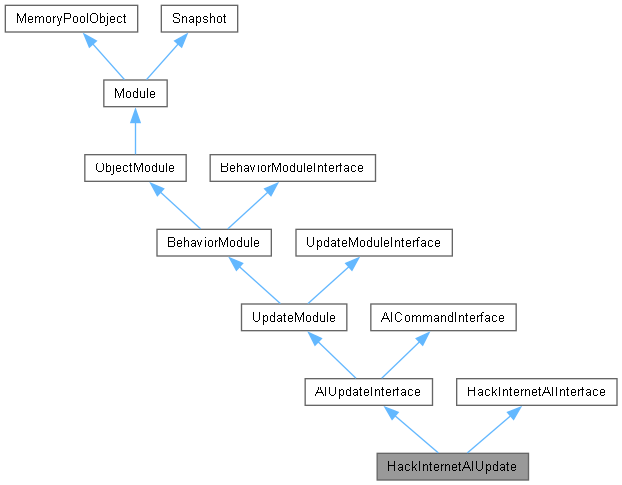 MemoryPoolObject
Snapshot
Module
ObjectModule
BehaviorModuleInterface
BehaviorModule
UpdateModuleInterface
UpdateModule
AICommandInterface
AIUpdateInterface
HackInternetAIInterface
HackInternetAIUpdate